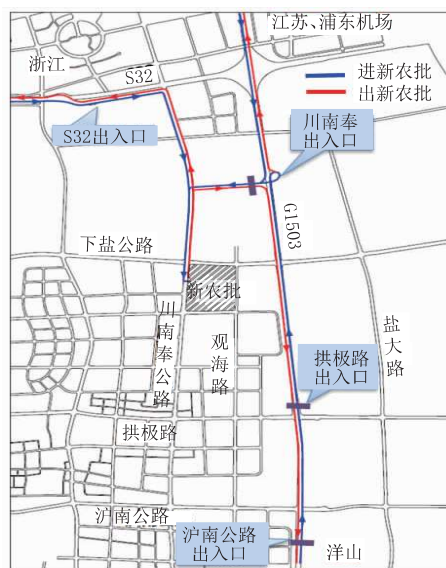 江苏、浦东机场
浙江
S32
进新农批
出新农批
S32出入口
川南奉
出入口
G1503
下盐公路
新农批
川南奉公路
观海路
盐大路
拱极路
出入口
拱极路
沪南公路
沪南公路
出入口
洋山